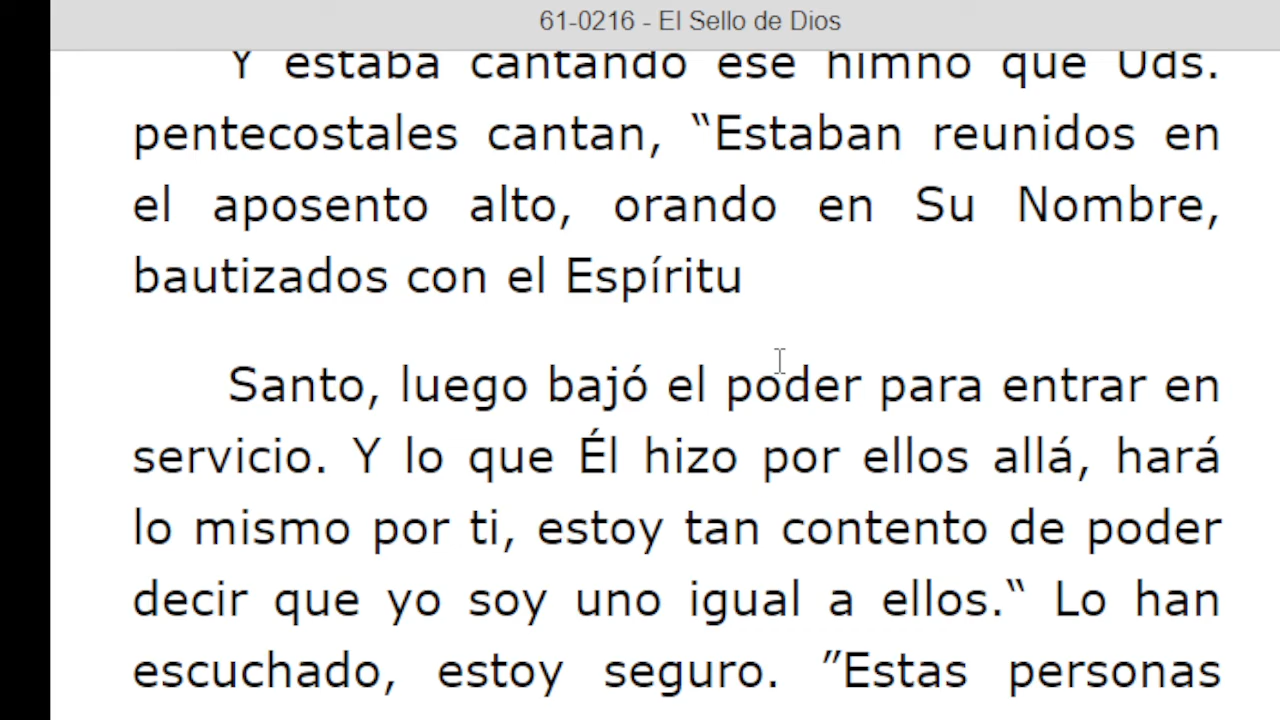 61-0216 - El Sello de Dios
Y estaba cantando ese himno que Uds.
pentecostales cantan, “Estaban reunidos en
el aposento alto, orando en Su Nombre,
bautizados con el Espíritu
Santo, luego bajó el poder para entrar en
servicio. Y lo que Él hizo por ellos allá, hará
lo mismo por ti, estoy tan contento de poder
decir que yo soy uno igual a ellos.“ Lo han
escuchado, estoy seguro. ”Estas personas